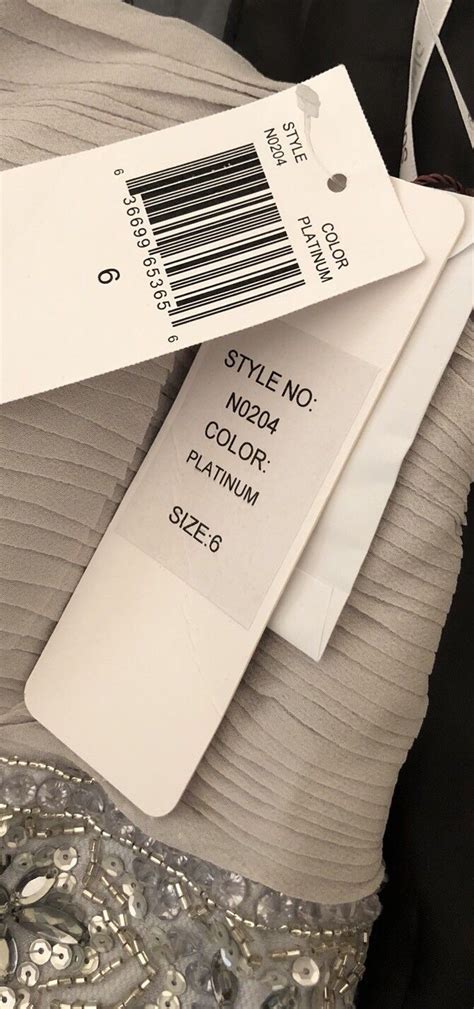 STYLE
N0204
COLOR
PLATINUM
6 36699 65365 6
6
STYLE NO:
N0204
COLOR:
PLATINUM
SIZE:6